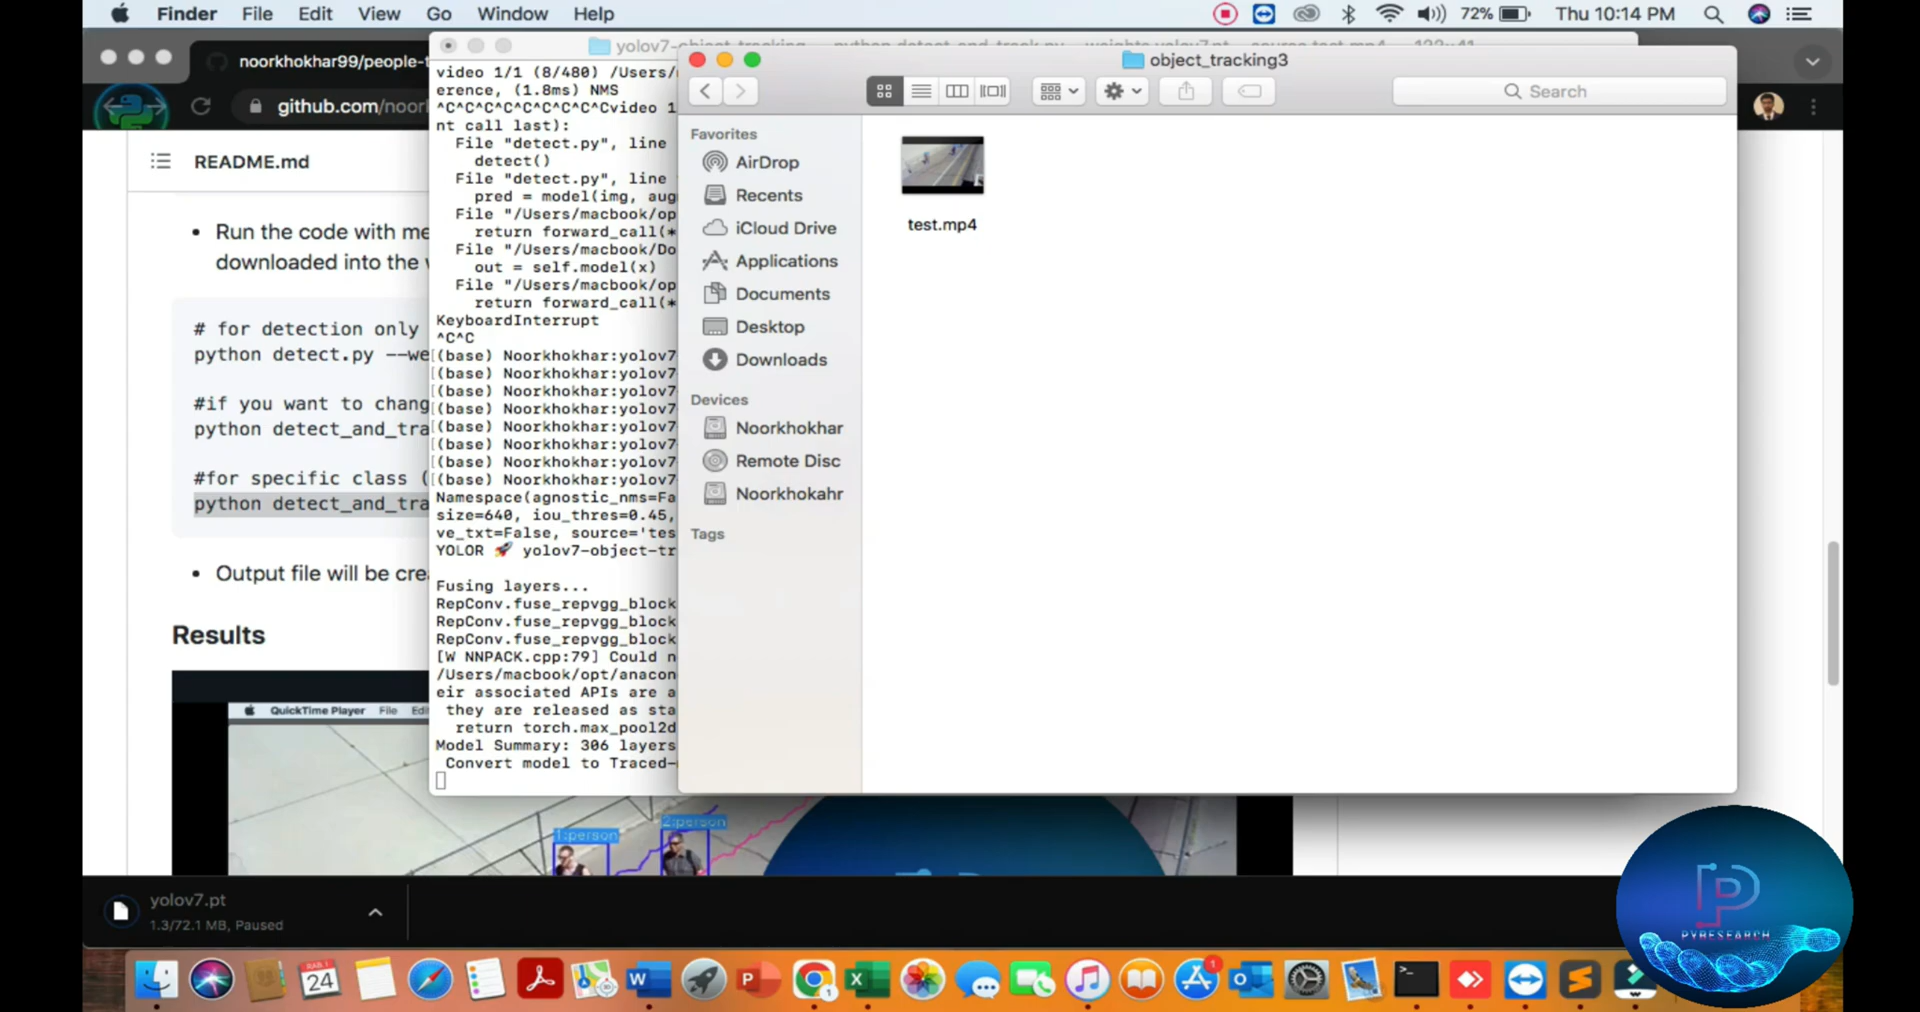 Finder File Edit View Go Window Help
72% Thu 10:14 PM
noorkhokhar99/people-t
github.com/noorl
README.md
Run the code with me
downloaded into the
# for detection only
python detect.py --we
#if you want to chang
python detect_and_tra
#for specific class (
python detect_and_tra
Output file will be crea
Results
QuickTime Player File Edi
1:person
2:person
video 1/1 (8/480) /Users/
erence, (1.8ms) NMS
^C^C^C^C^C^C^C^C^Cvideo 1
nt call last):
File "detect.py", line
detect()
File "detect.py", line
pred = model(img, aug
File "/Users/macbook/op
return forward_call(*
File "/Users/macbook/Do
out = self.model(x)
File "/Users/macbook/op
return forward_call(*
KeyboardInterrupt
^C^C
[(base) Noorkhokhar:yolov7
[(base) Noorkhokhar:yolov7
[(base) Noorkhokhar:yolov7
[(base) Noorkhokhar:yolov7
[(base) Noorkhokhar:yolov7
[(base) Noorkhokhar:yolov7
[(base) Noorkhokhar:yolov7
[(base) Noorkhokhar:yolov7
Namespace(agnostic_nms=Fa
size=640, iou_thres=0.45,
ve_txt=False, source='tes
YOLOR 🚀 yolov7-object-tr
Fusing layers...
RepConv.fuse_repvgg_block
RepConv.fuse_repvgg_block
RepConv.fuse_repvgg_block
[W NNPACK.cpp:79] Could n
/Users/macbook/opt/anacon
eir associated APIs are a
they are released as sta
return torch.max_pool2d
Model Summary: 306 layers
Convert model to Traced-
object_tracking3
Search
Favorites
AirDrop
Recents
iCloud Drive
Applications
Documents
Desktop
Downloads
Devices
Noorkhokhar
Remote Disc
Noorkhokahr
Tags
test.mp4
yolov7.pt
1.3/72.1 MB, Paused
PYRESEARCH
24